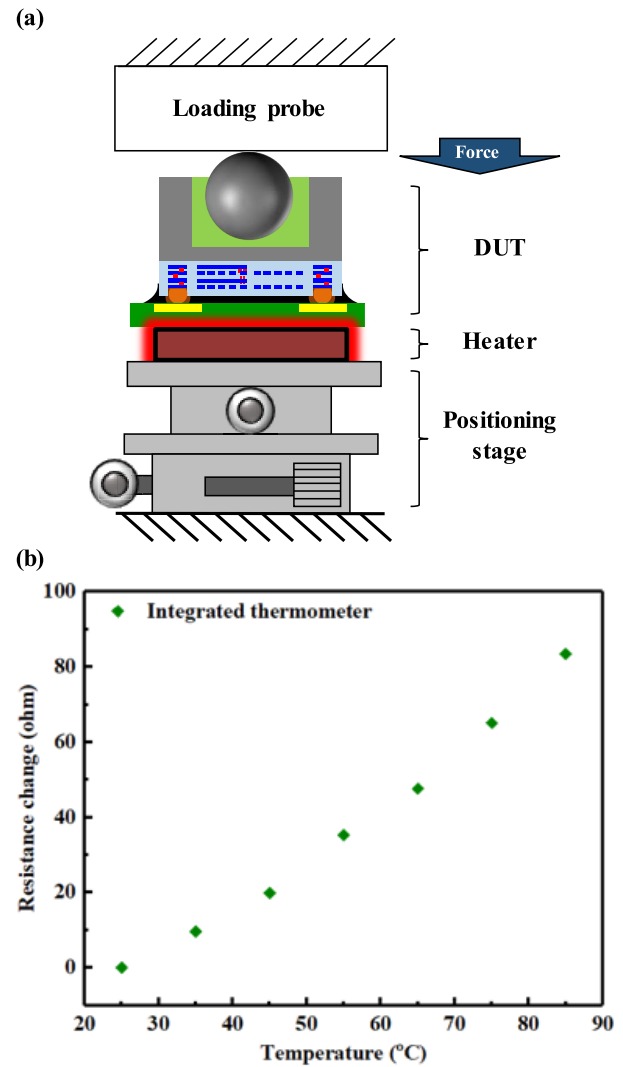 (a)
Loading probe
Force
DUT
Heater
Positioning
stage
(b)
100
80
60
40
20
0
Resistance change (ohm)
Integrated thermometer
20 30 40 50 60 70 80 90
Temperature (°C)